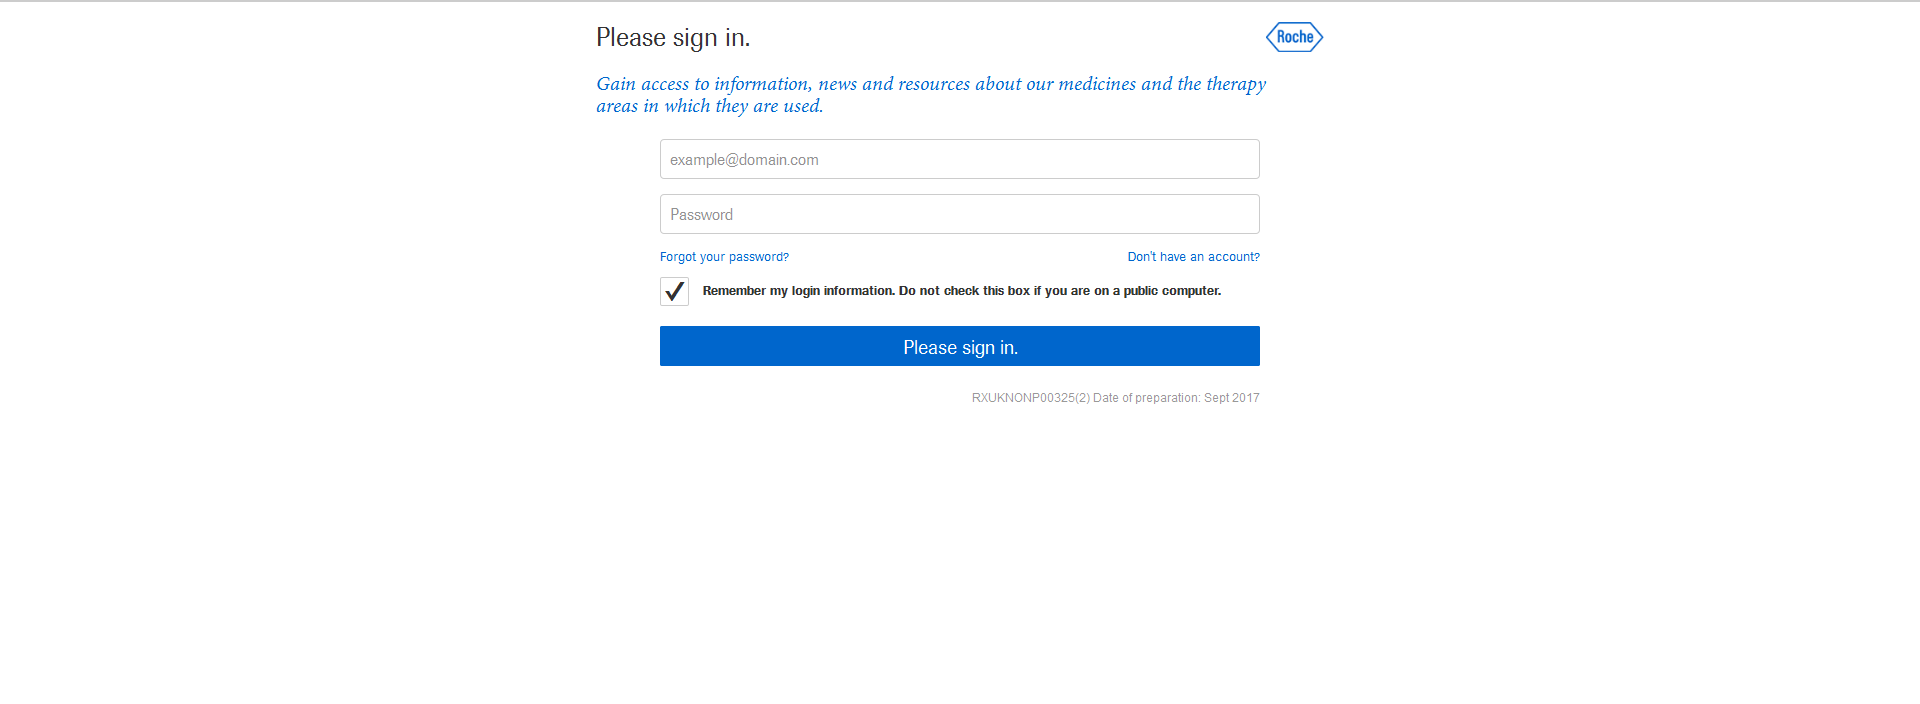 Please sign in.
Roche
Gain access to information, news and resources about our medicines and the therapy
areas in which they are used.
example@domain.com
Password
Forgot your password?
Don't have an account?
Remember my login information. Do not check this box if you are on a public computer.
Please sign in.
RXUKNONP00325(2) Date of preparation: Sept 2017